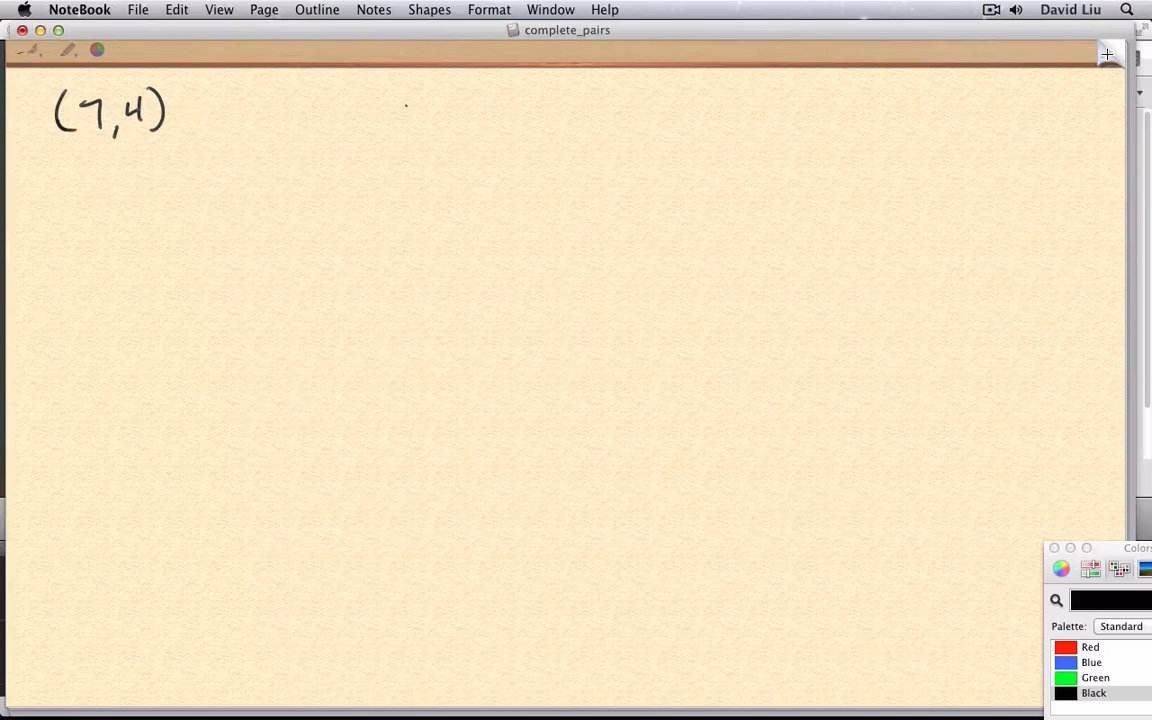 NoteBook File Edit View Page Outline Notes Shapes Format Window Help David Liu
complete_pairs
(7,4)
Colors
Palette: Standard
Red
Blue
Green
Black